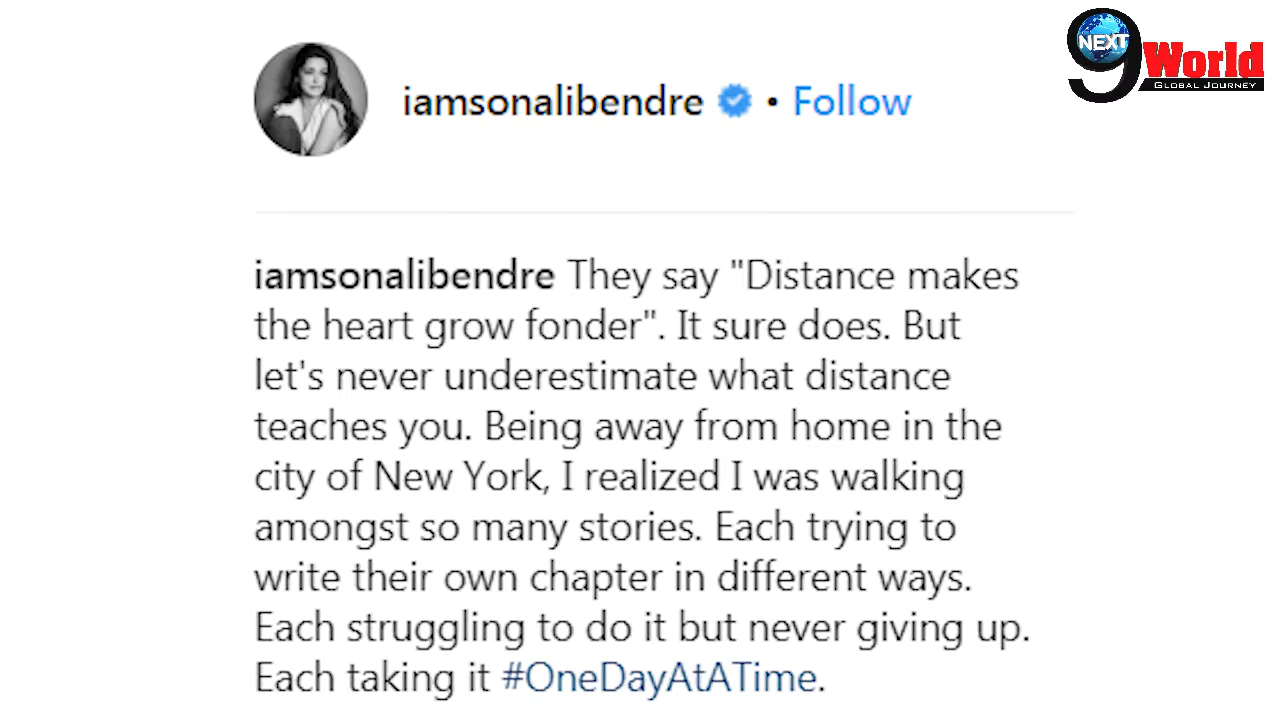 NEXT
9 World
GLOBAL JOURNEY
iamsonalibendre • Follow
iamsonalibendre They say "Distance makes
the heart grow fonder". It sure does. But
let's never underestimate what distance
teaches you. Being away from home in the
city of New York, I realized I was walking
amongst so many stories. Each trying to
write their own chapter in different ways.
Each struggling to do it but never giving up.
Each taking it #OneDayAtATime.